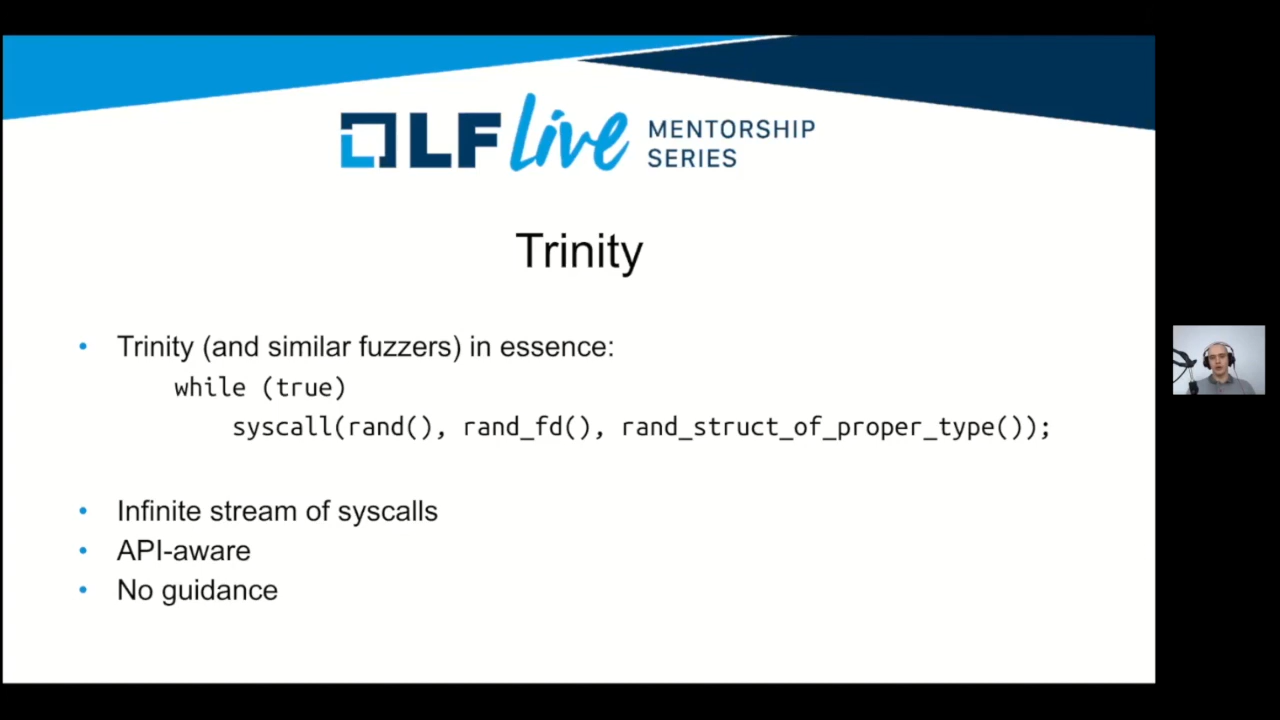 LF Live MENTORSHIP
SERIES
Trinity
• Trinity (and similar fuzzers) in essence:
while (true)
syscall(rand(), rand_fd(), rand_struct_of_proper_type());
• Infinite stream of syscalls
• API-aware
• No guidance